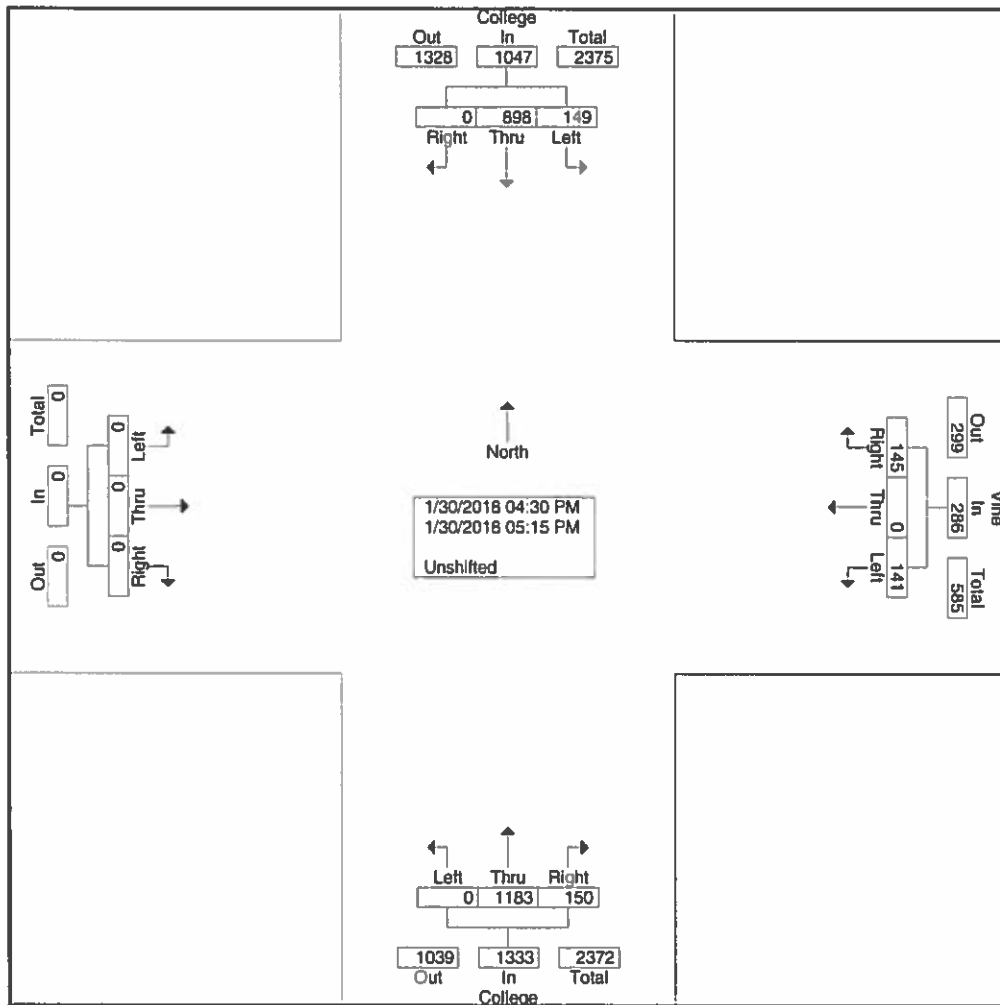 College
Out In Total
1328 1047 2375
0 898 149
Right Thru Left
Total 0
In 0
Out 0
0 Left
0 Thru
0 Right
North
1/30/2018 04:30 PM
1/30/2018 05:15 PM
Unshifted
Right 145
Thru 0
Left 141
Out 299
In 286
Total 585
Vine
Left Thru Right
0 1183 150
1039 1333 2372
Out In Total
College